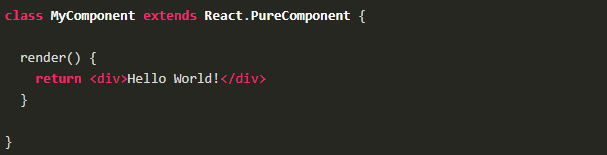 class MyComponent extends React.PureComponent {
  render() {
    return <div>Hello World!</div>
  }
}